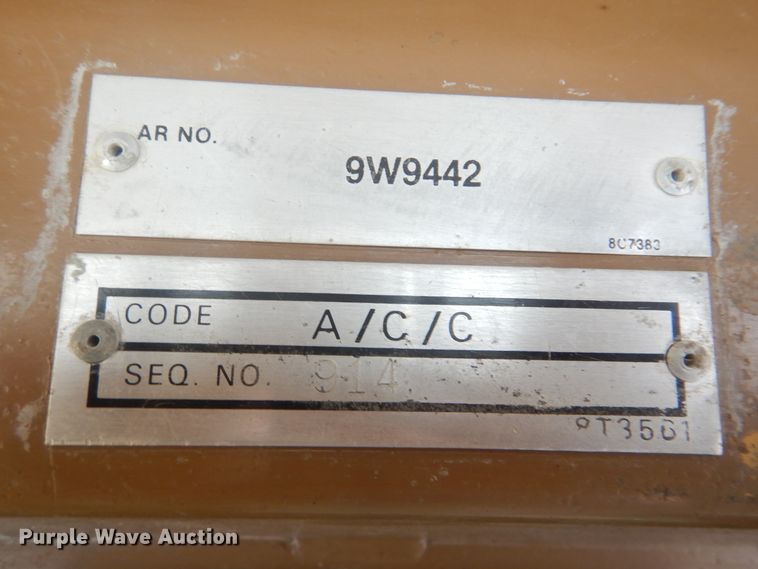 AR NO.
9W9442
8C7383
CODE A/C/C
SEQ. NO. 914
8T3561
Purple Wave Auction